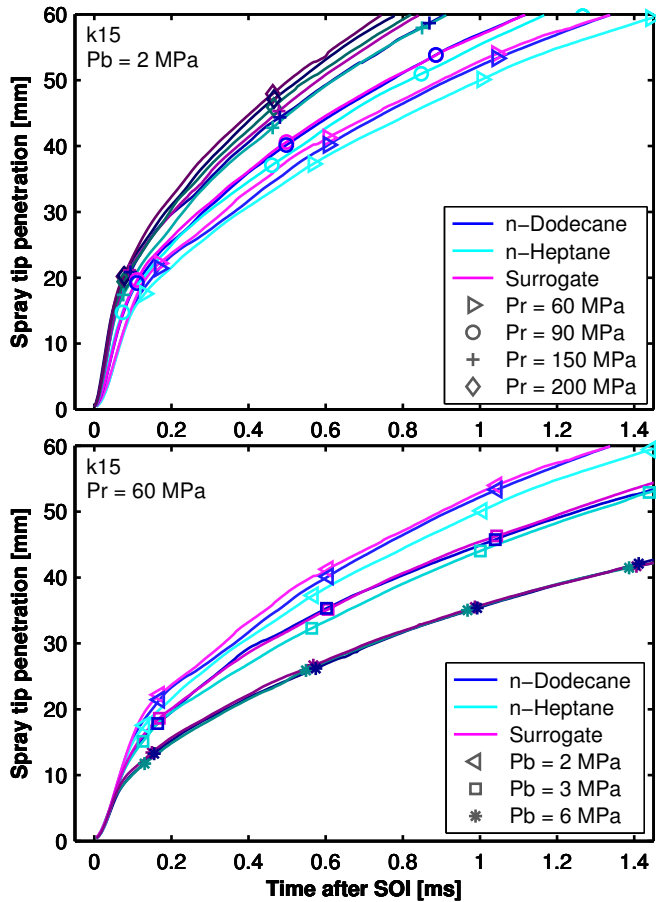 60
50
40
30
20
10
0
Spray tip penetration [mm]
k15
Pb = 2 MPa
n−Dodecane
n−Heptane
Surrogate
Pr = 60 MPa
Pr = 90 MPa
Pr = 150 MPa
Pr = 200 MPa
0 0.2 0.4 0.6 0.8 1 1.2 1.4
60
50
40
30
20
10
0
Spray tip penetration [mm]
k15
Pr = 60 MPa
n−Dodecane
n−Heptane
Surrogate
Pb = 2 MPa
Pb = 3 MPa
Pb = 6 MPa
0 0.2 0.4 0.6 0.8 1 1.2 1.4
Time after SOI [ms]